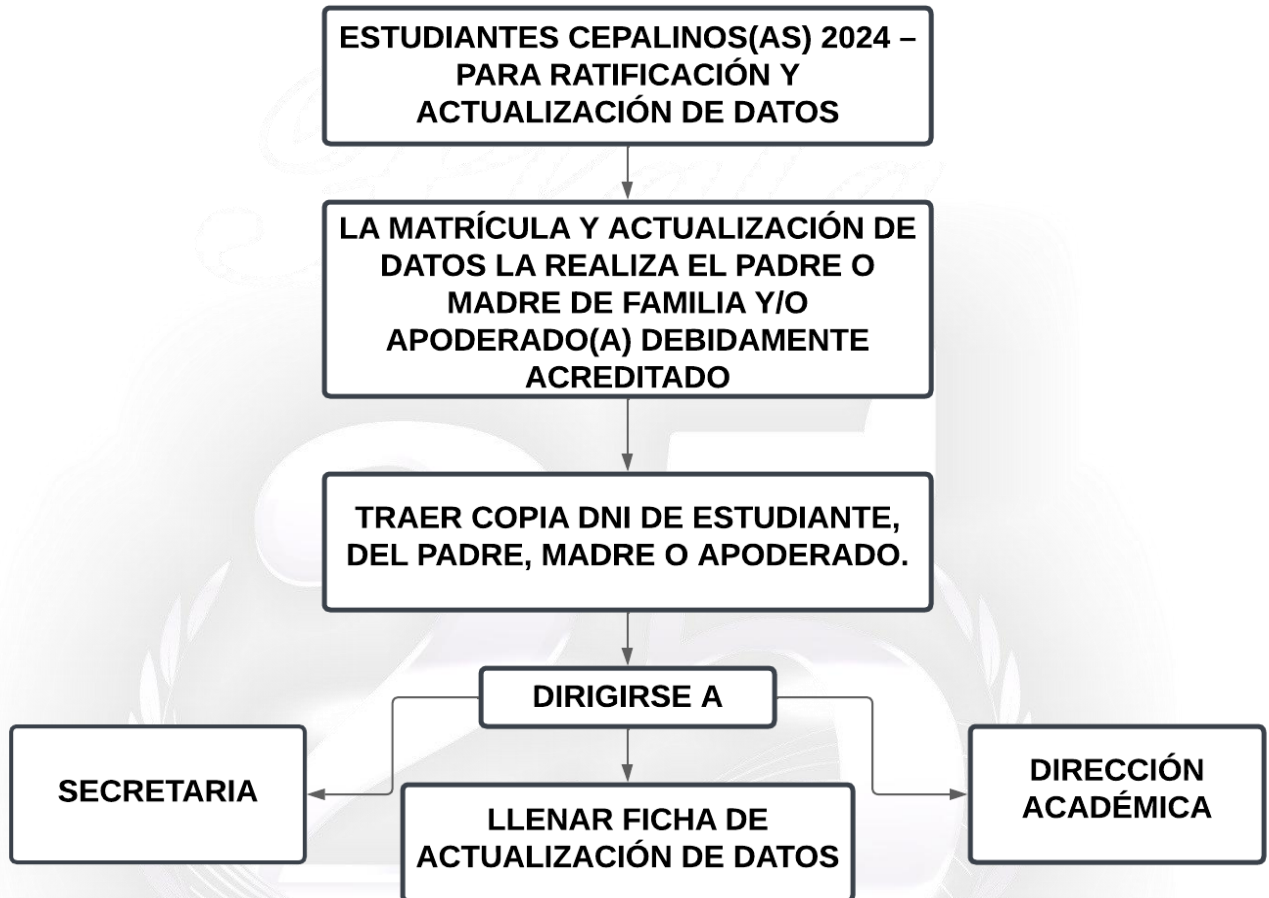 ESTUDIANTES CEPALINOS(AS) 2024 –
PARA RATIFICACIÓN Y
ACTUALIZACIÓN DE DATOS
LA MATRÍCULA Y ACTUALIZACIÓN DE
DATOS LA REALIZA EL PADRE O
MADRE DE FAMILIA Y/O
APODERADO(A) DEBIDAMENTE
ACREDITADO
TRAER COPIA DNI DE ESTUDIANTE,
DEL PADRE, MADRE O APODERADO.
DIRIGIRSE A
SECRETARIA
LLENAR FICHA DE
ACTUALIZACIÓN DE DATOS
DIRECCIÓN
ACADÉMICA